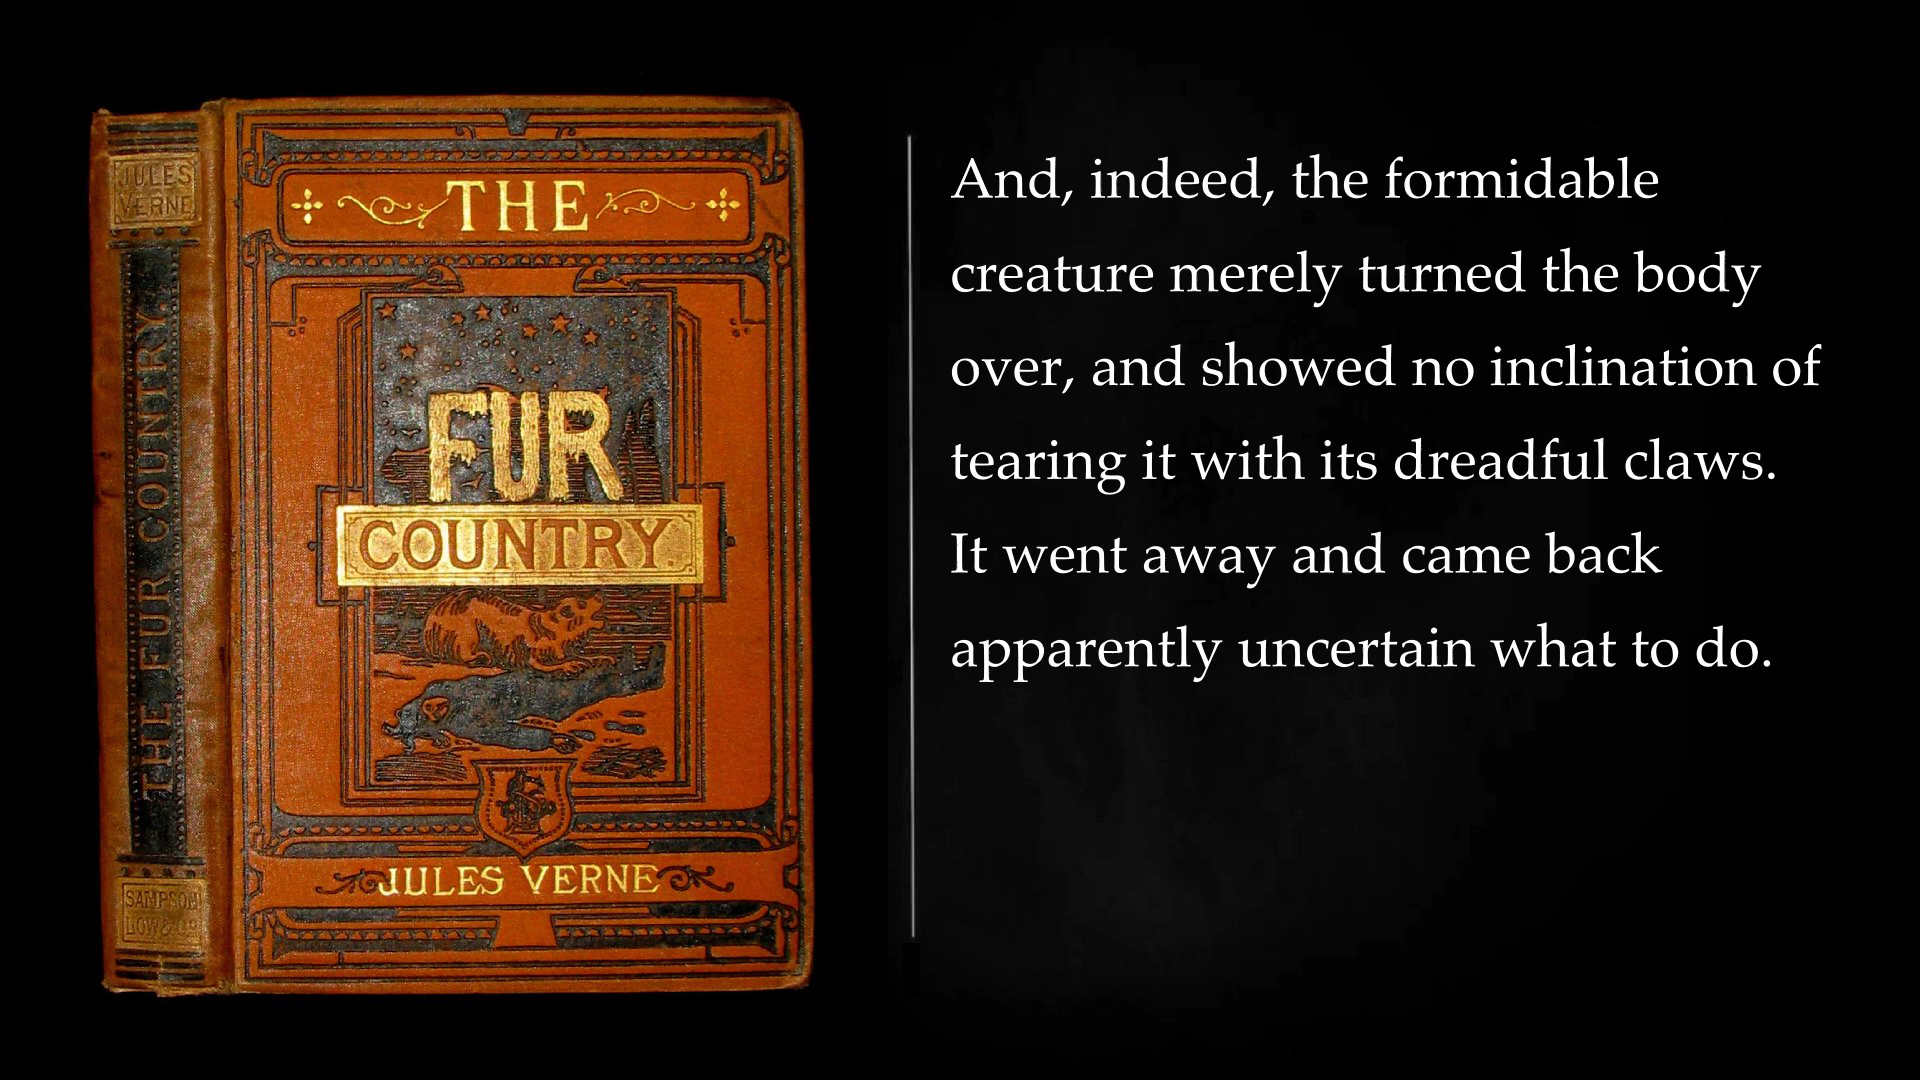 JULES
VERNE
THE FUR COUNTRY.
SAMPSON
LOW & Co
THE
FUR
COUNTRY.
JULES VERNE
And, indeed, the formidable
creature merely turned the body
over, and showed no inclination of
tearing it with its dreadful claws.
It went away and came back
apparently uncertain what to do.